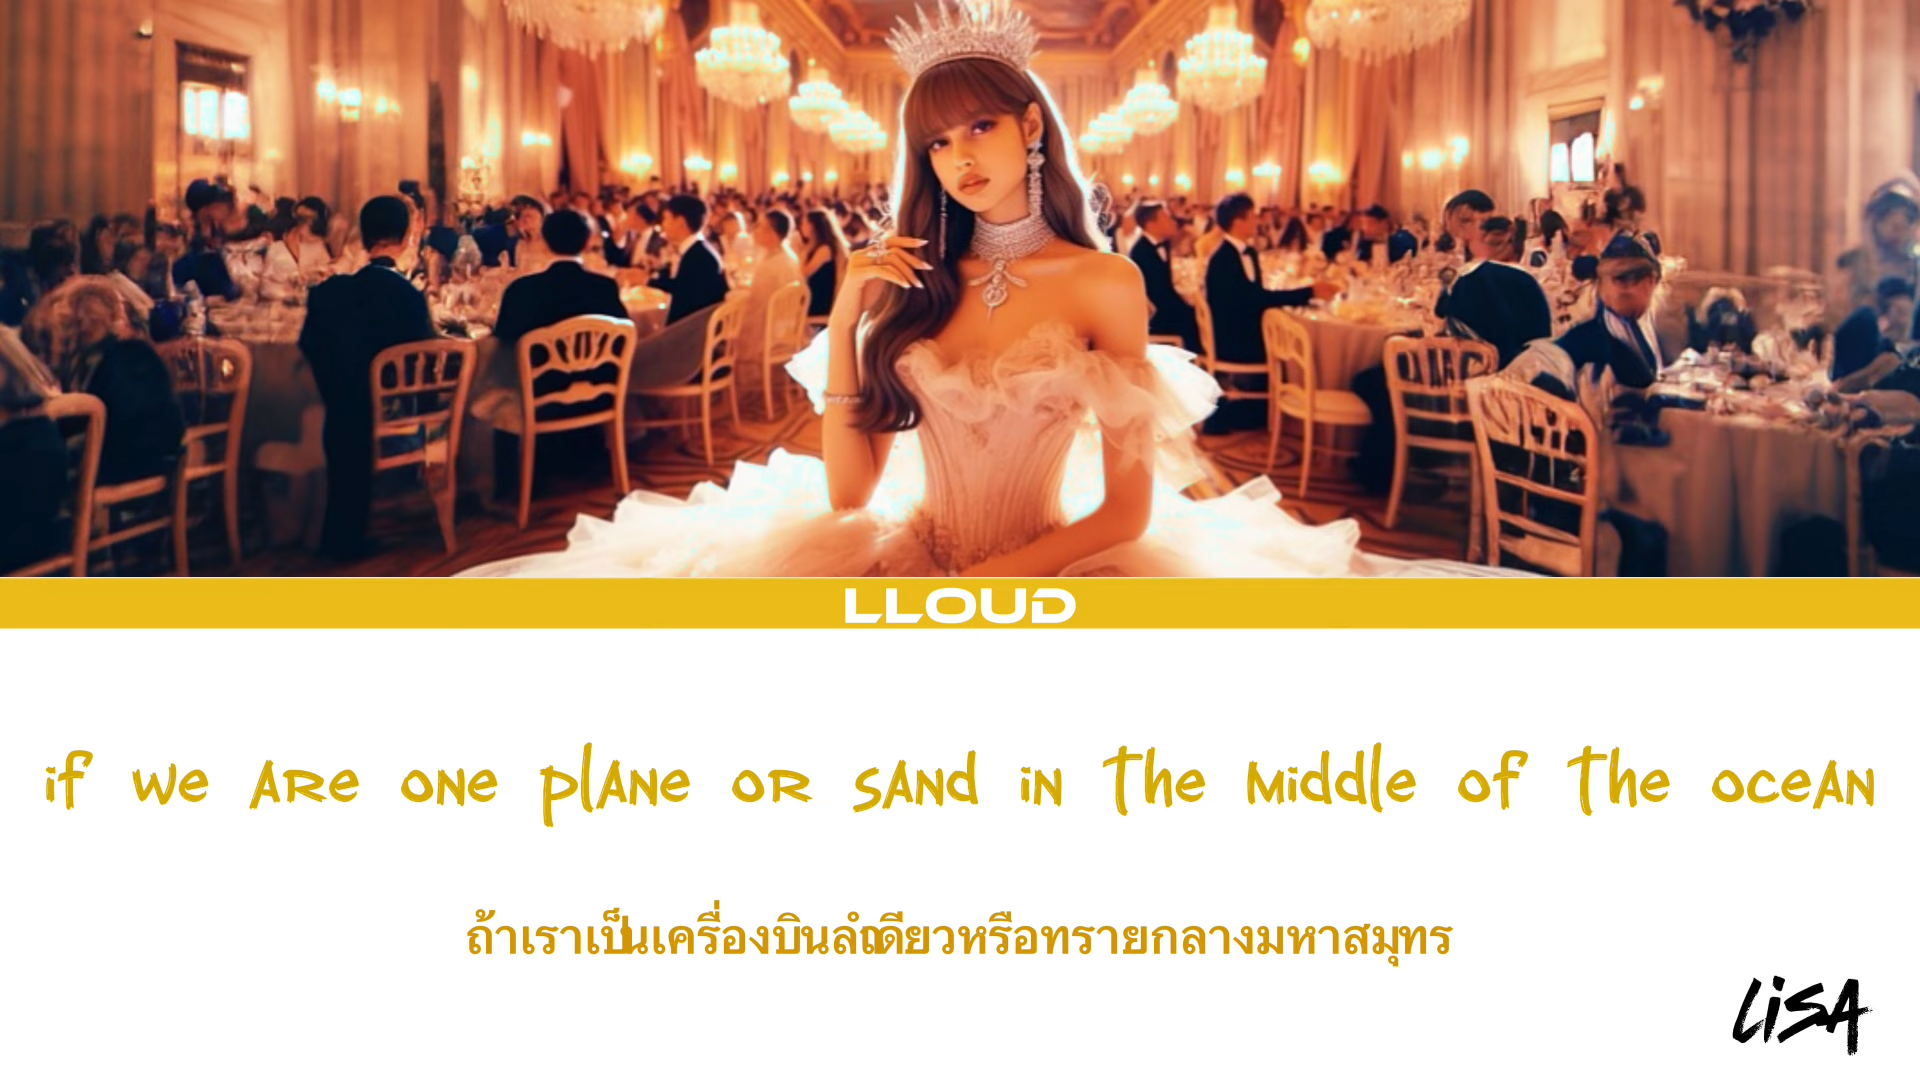 LLOUD
if we are one plane or sand in the middle of the ocean
ถ้าเราเป็นเครื่องบินลำเดียวหรือทรายกลางมหาสมุทร
LiSA